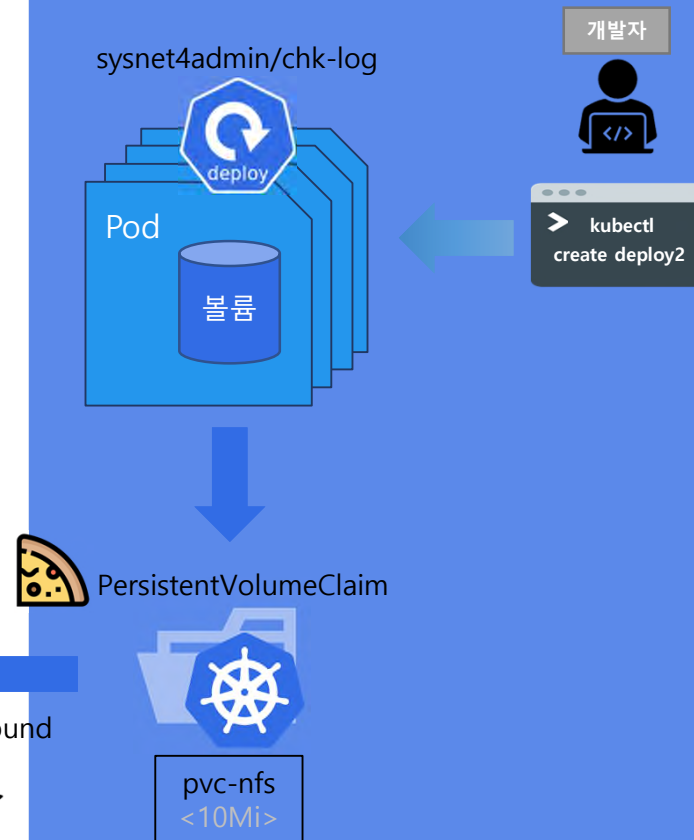 개발자
sysnet4admin/chk-log
deploy
Pod
볼륨
> kubectl
create deploy2
</>
PersistentVolumeClaim
ound
pvc-nfs
<10Mi>